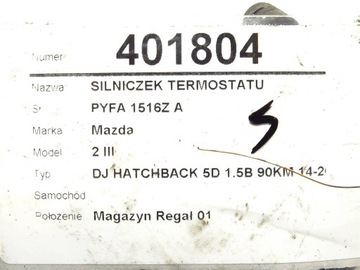 Numer 401804
Nazwa SILNICZEK TERMOSTATU
PYFA 1516Z A
Marka Mazda
Model 2 III
Typ DJ HATCHBACK 5D 1.5B 90KM 14-2
Samochód
Położenie Magazyn Regał 01